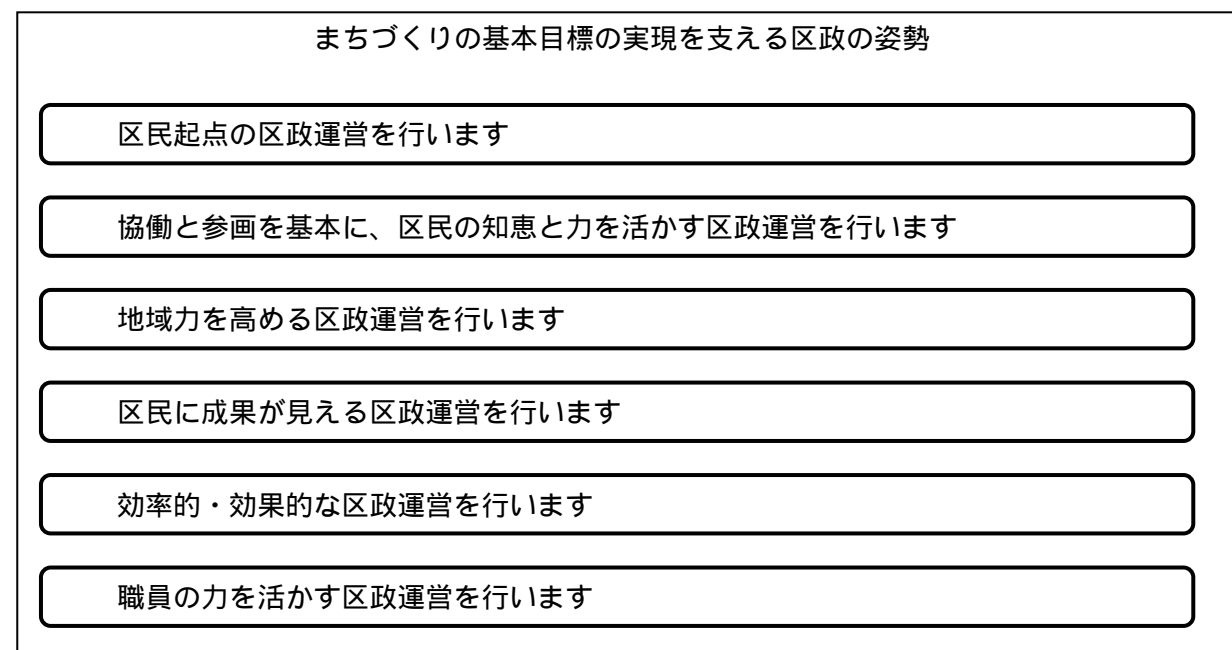 まちづくりの基本目標の実現を支える区政の姿勢
区民起点の区政運営を行います
協働と参画を基本に、区民の知恵と力を活かす区政運営を行います
地域力を高める区政運営を行います
区民に成果が見える区政運営を行います
効率的・効果的な区政運営を行います
職員の力を活かす区政運営を行います